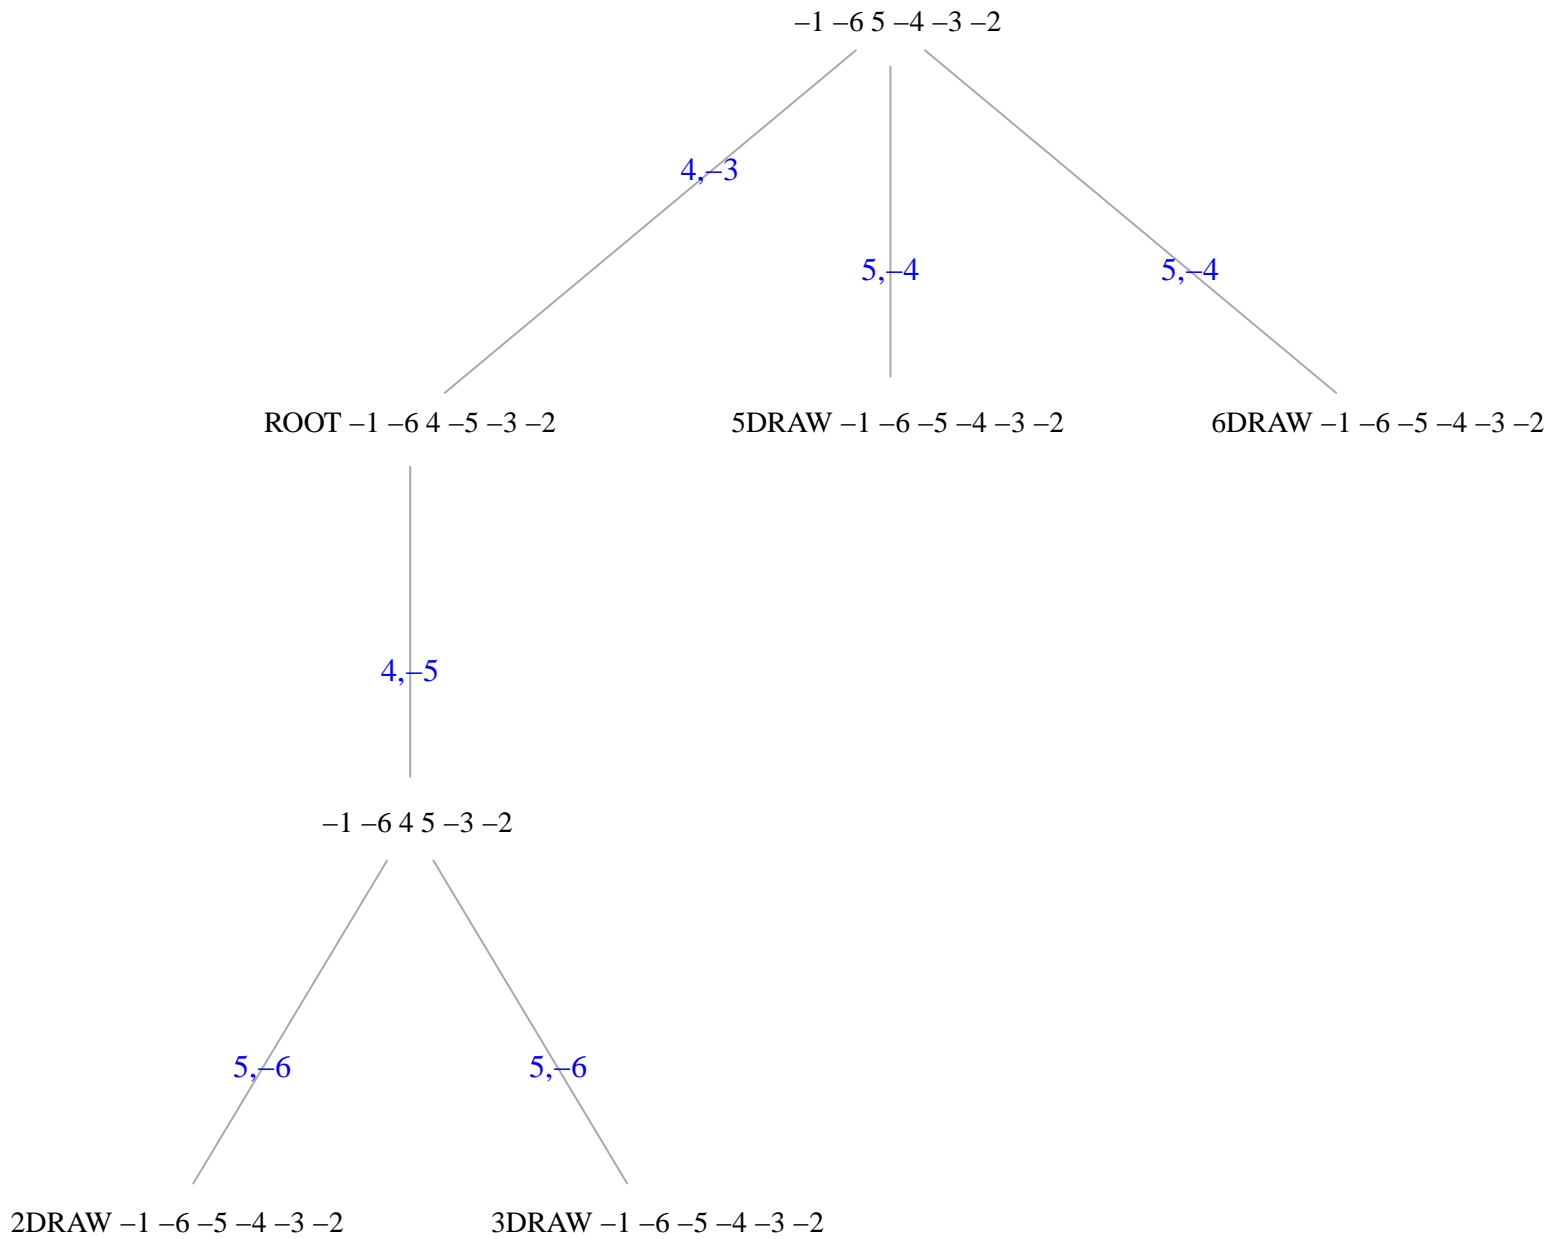 –1 –6 5 –4 –3 –2
4,–3
5,–4
5,–4
ROOT –1 –6 4 –5 –3 –2
5DRAW –1 –6 –5 –4 –3 –2
6DRAW –1 –6 –5 –4 –3 –2
4,–5
–1 –6 4 5 –3 –2
5,–6
5,–6
2DRAW –1 –6 –5 –4 –3 –2
3DRAW –1 –6 –5 –4 –3 –2